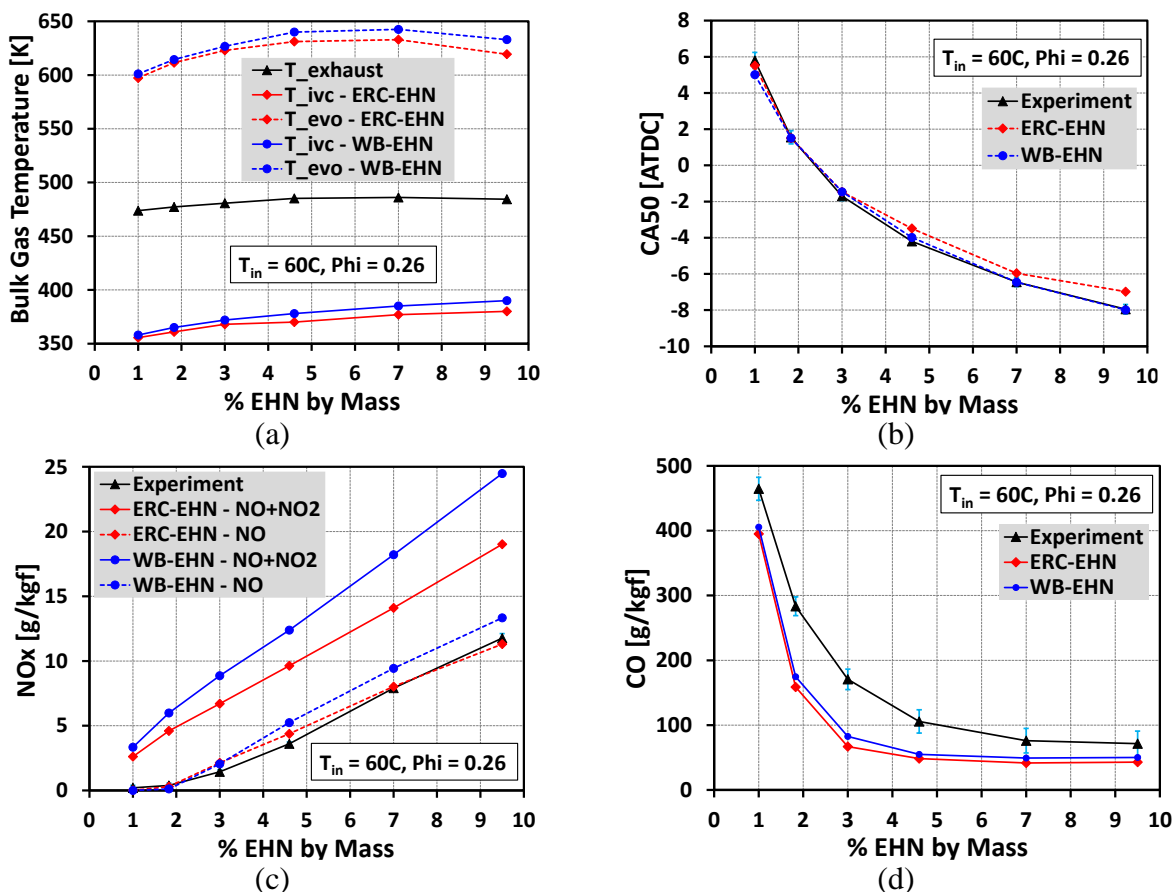 Bulk Gas Temperature [K]
650
600
550
500
450
400
350
T_exhaust
T_ivc - ERC-EHN
T_evo - ERC-EHN
T_ivc - WB-EHN
T_evo - WB-EHN
T_in = 60C, Phi = 0.26
0 1 2 3 4 5 6 7 8 9 10
% EHN by Mass
(a)
CA50 [ATDC]
8
6
4
2
0
-2
-4
-6
-8
-10
T_in = 60C, Phi = 0.26
Experiment
ERC-EHN
WB-EHN
0 1 2 3 4 5 6 7 8 9 10
% EHN by Mass
(b)
NOx [g/kgf]
25
20
15
10
5
0
Experiment
ERC-EHN - NO+NO2
ERC-EHN - NO
WB-EHN - NO+NO2
WB-EHN - NO
T_in = 60C, Phi = 0.26
0 1 2 3 4 5 6 7 8 9 10
% EHN by Mass
(c)
CO [g/kgf]
500
400
300
200
100
0
T_in = 60C, Phi = 0.26
Experiment
ERC-EHN
WB-EHN
0 1 2 3 4 5 6 7 8 9 10
% EHN by Mass
(d)